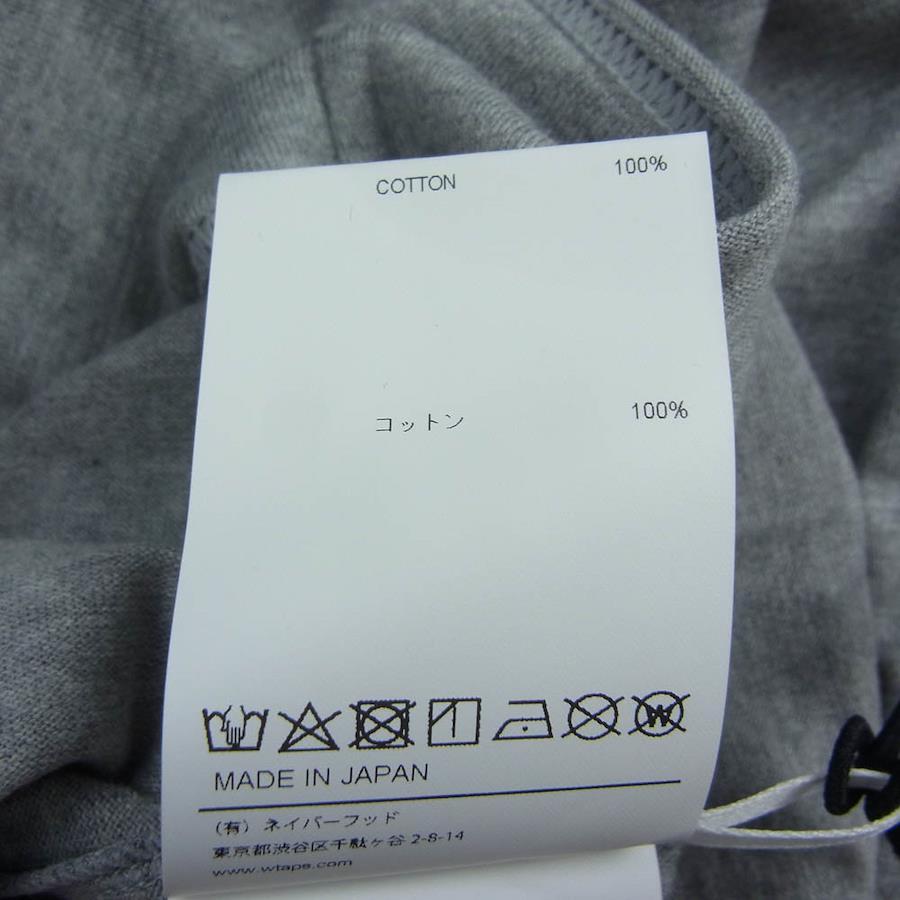 COTTON 100%
コットン 100%
MADE IN JAPAN
(有) ネイバーフッド
東京都渋谷区千駄ヶ谷 2-8-14
www.wtaps.com